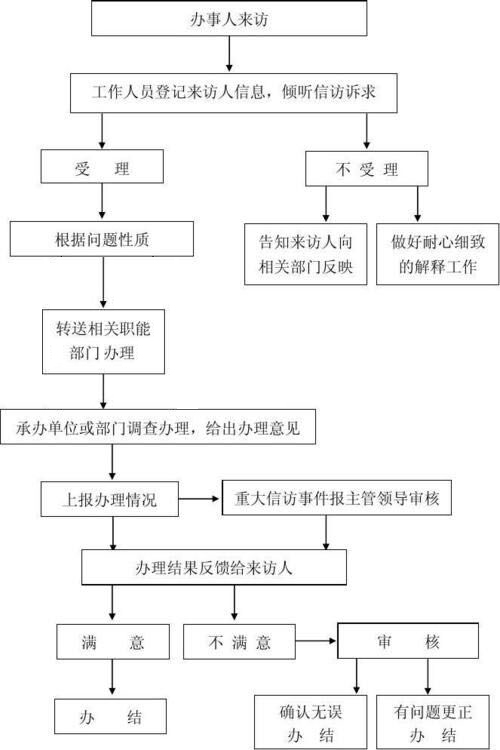 办事人来访
工作人员登记来访人信息，倾听信访诉求
受 理
不 受 理
根据问题性质
告知来访人向
相关部门反映
做好耐心细致
的解释工作
转送相关职能
部门 办理
承办单位或部门调查办理，给出办理意见
上报办理情况
重大信访事件报主管领导审核
办理结果反馈给来访人
满 意
不 满 意
审 核
办 结
确认无误
办 结
有问题更正
办 结